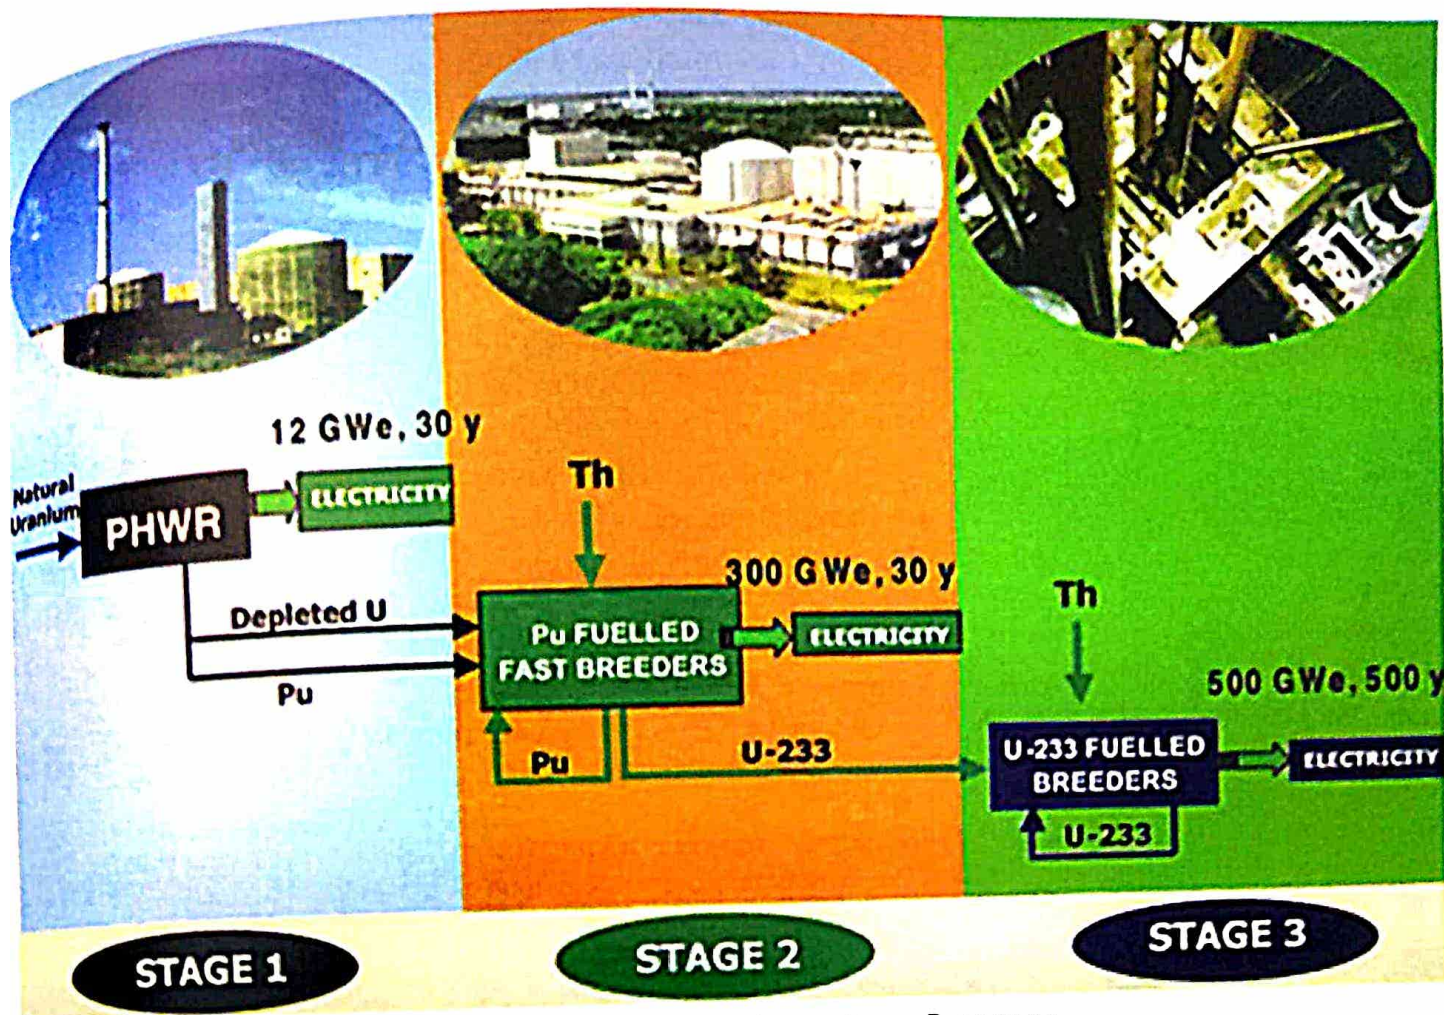 12 GWe, 30 y
Natural
Uranium
PHWR
ELECTRICITY
Depleted U
Pu
Th
300 GWe, 30 y
Pu FUELLED
FAST BREEDERS
ELECTRICITY
Pu
U-233
Th
500 GWe, 500 y
U-233 FUELLED
BREEDERS
ELECTRICITY
U-233
STAGE 1
STAGE 2
STAGE 3